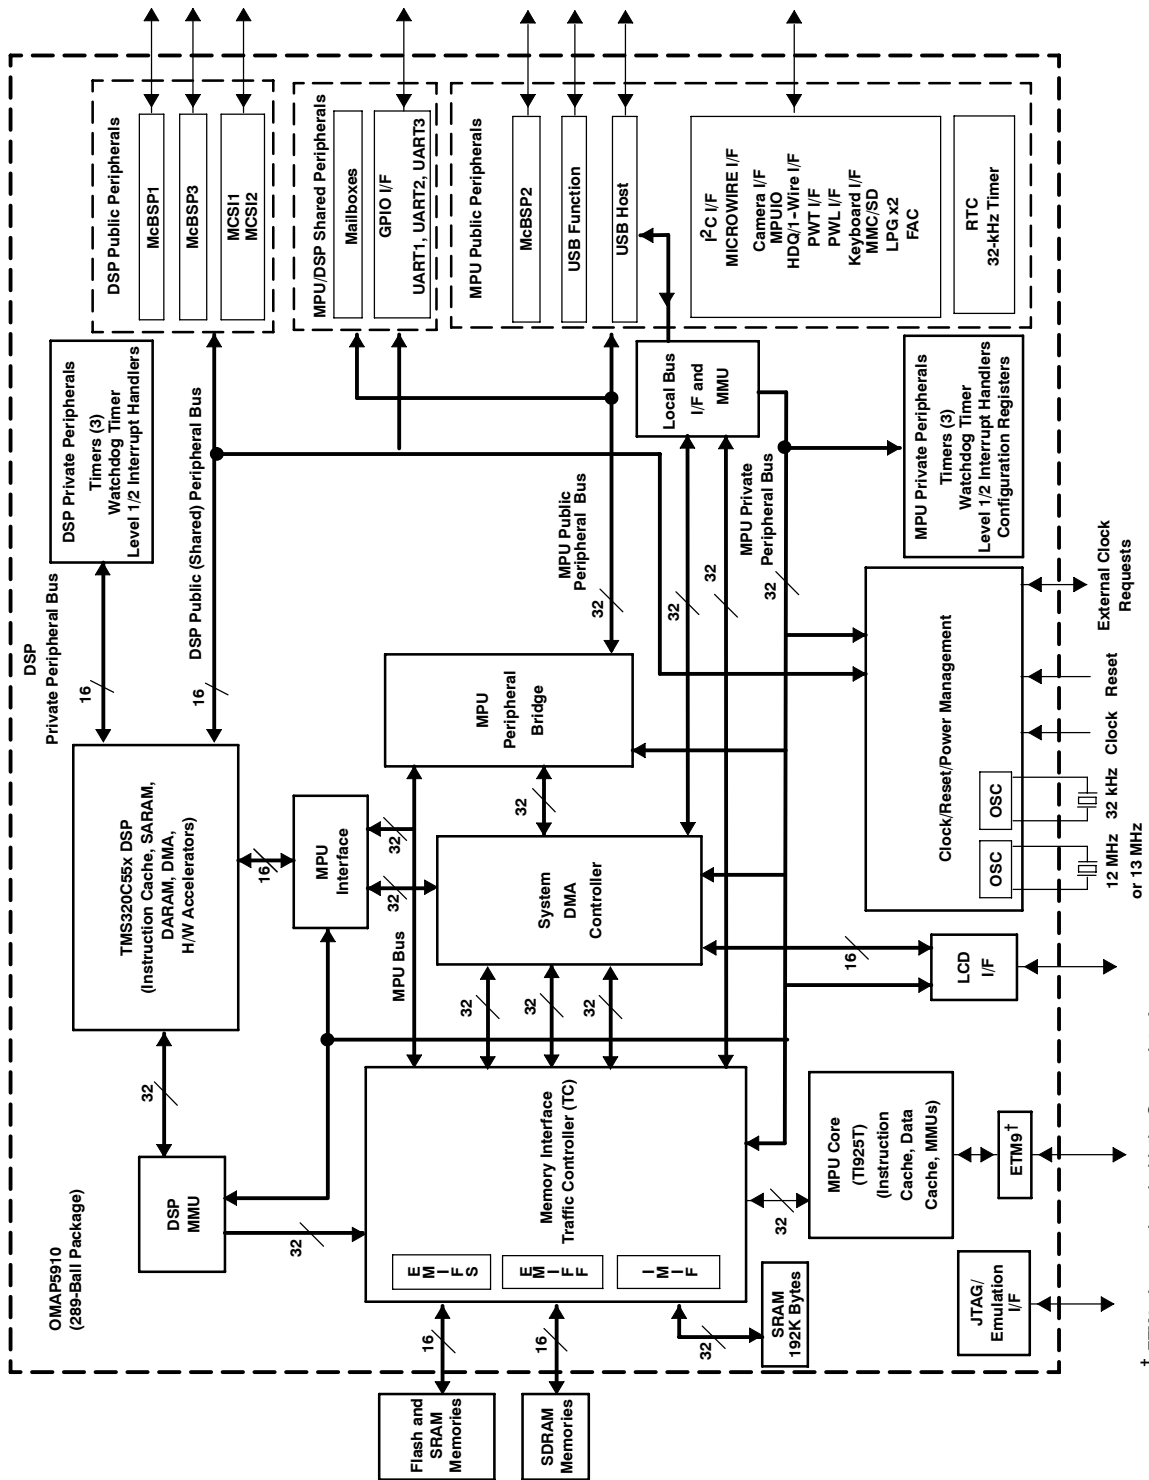 OMAP5910
(289-Ball Package)
DSP
Private Peripheral Bus
16
DSP Private Peripherals
Timers (3)
Watchdog Timer
Level 1/2 Interrupt Handlers
DSP Public (Shared) Peripheral Bus
16
DSP Public Peripherals
McBSP1
McBSP3
MCSI1
MCSI2
DSP
MMU
32
32
TMS320C55x DSP
(Instruction Cache, SARAM,
DARAM, DMA,
H/W Accelerators)
16
MPU
Interface
32
32
MPU/DSP Shared Peripherals
Mailboxes
GPIO I/F
UART1, UART2, UART3
MPU Bus
Flash and
SRAM
Memories
16
SDRAM
Memories
16
E
M
I
F
S
E
M
I
F
F
I
M
I
F
Memory Interface
Traffic Controller (TC)
32
32
32
System
DMA
Controller
32
MPU
Peripheral
Bridge
32
MPU Public
Peripheral Bus
MPU Public Peripherals
McBSP2
USB Function
USB Host
I2C I/F
MICROWIRE I/F
Camera I/F
MPUIO
HDQ/1-Wire I/F
PWT I/F
PWL I/F
Keyboard I/F
MMC/SD
LPG x2
FAC
RTC
32-kHz Timer
Local Bus
I/F and
MMU
32
32
32
MPU Private
Peripheral Bus
SRAM
192K Bytes
32
32
MPU Core
(TI925T)
(Instruction
Cache, Data
Cache, MMUs)
16
LCD
I/F
Clock/Reset/Power Management
OSC
OSC
MPU Private Peripherals
Timers (3)
Watchdog Timer
Level 1/2 Interrupt Handlers
Configuration Registers
JTAG/
Emulation
I/F
ETM9†
12 MHz
or 13 MHz
32 kHz
Clock
Reset
External Clock
Requests
†